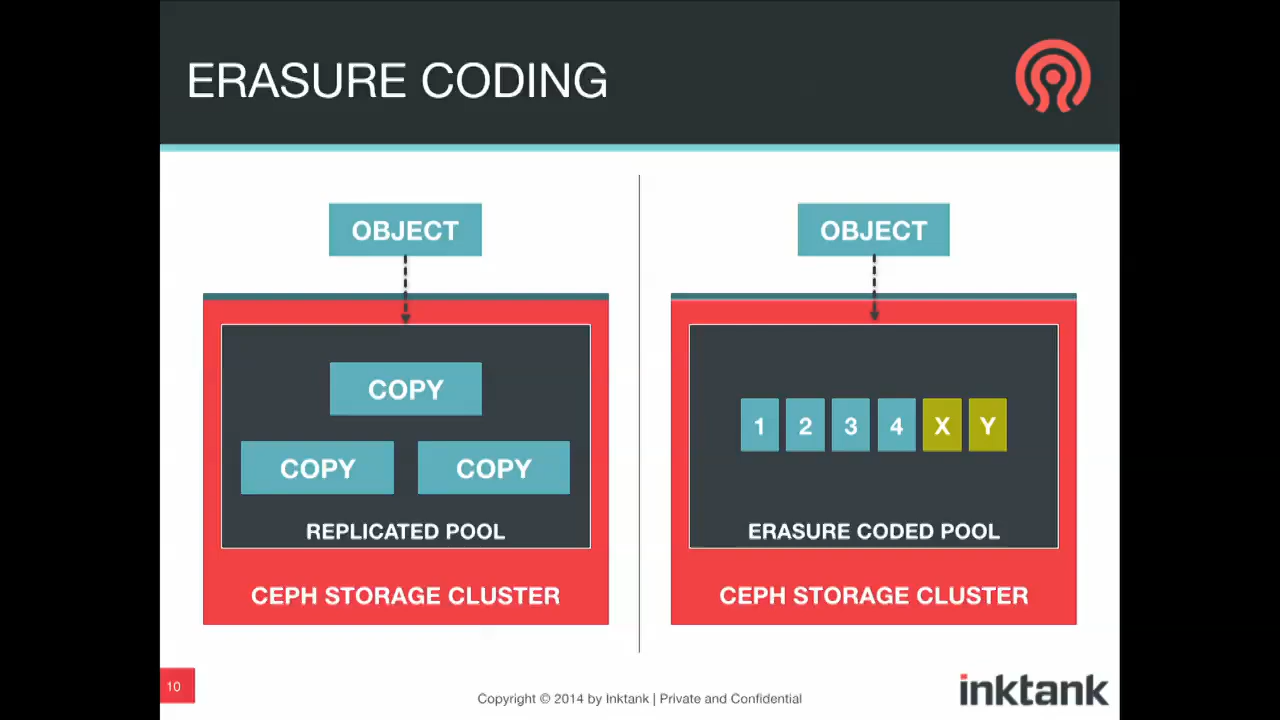 ERASURE CODING
OBJECT
COPY
COPY COPY
REPLICATED POOL
CEPH STORAGE CLUSTER
OBJECT
1 2 3 4 X Y
ERASURE CODED POOL
CEPH STORAGE CLUSTER
10
Copyright © 2014 by Inktank | Private and Confidential
inktank